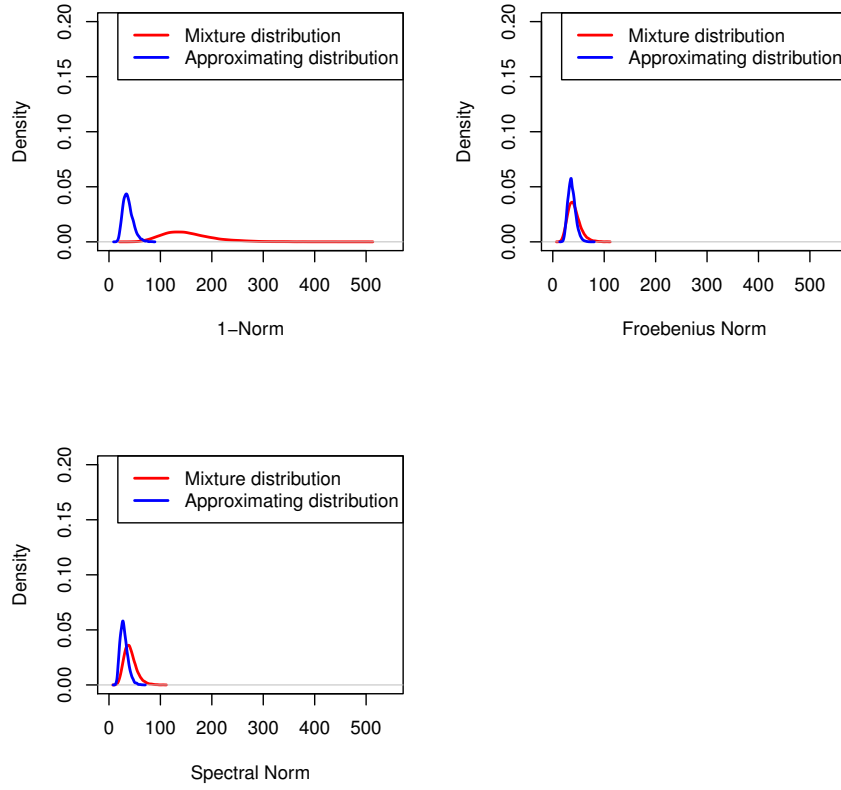 Mixture distribution
Approximating distribution
Density
0.00 0.05 0.10 0.15 0.20
0 100 200 300 400 500
1−Norm
Mixture distribution
Approximating distribution
Density
0.00 0.05 0.10 0.15 0.20
0 100 200 300 400 500
Froebenius Norm
Mixture distribution
Approximating distribution
Density
0.00 0.05 0.10 0.15 0.20
0 100 200 300 400 500
Spectral Norm